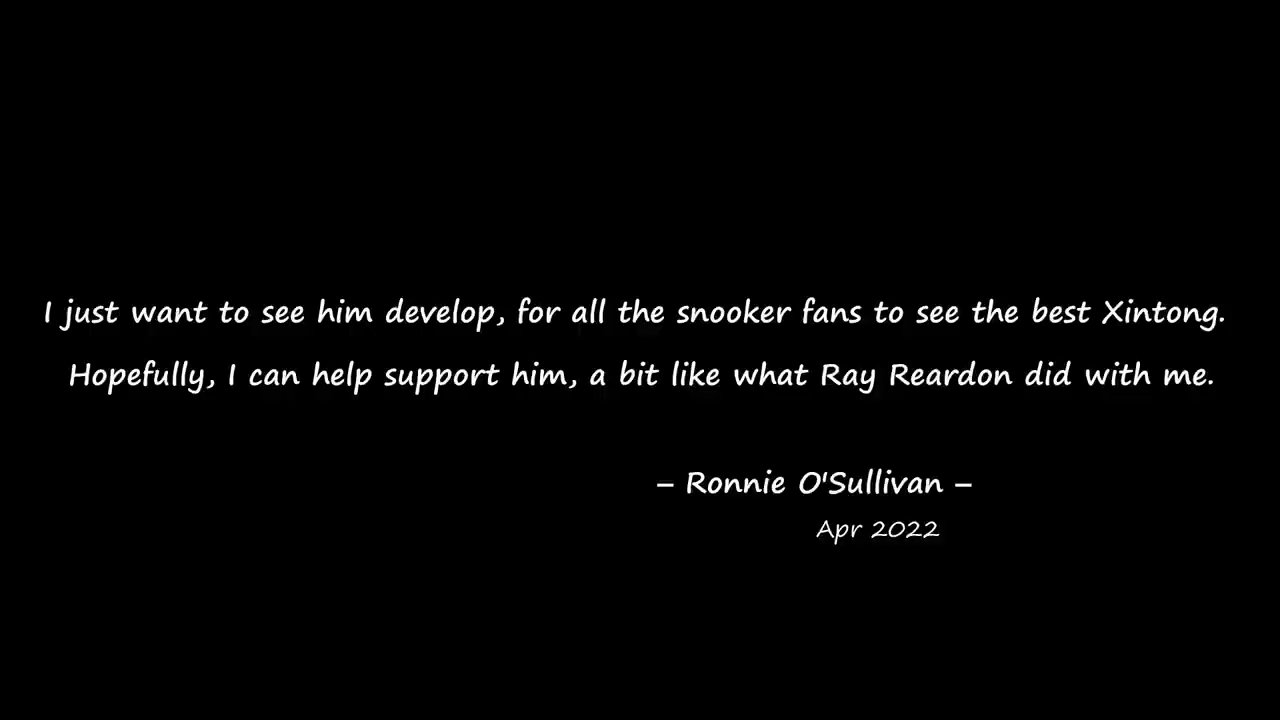 I just want to see him develop, for all the snooker fans to see the best Xintong.
Hopefully, I can help support him, a bit like what Ray Reardon did with me.
– Ronnie O'Sullivan –
Apr 2022